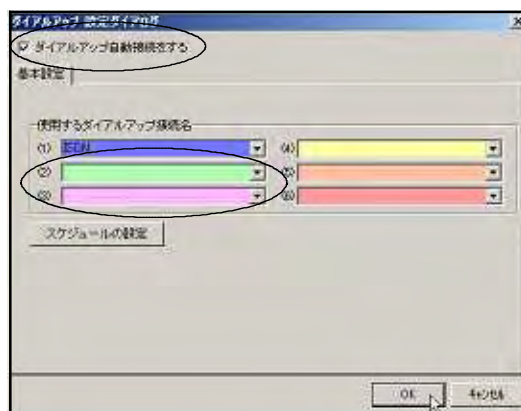 ダイアルアップ 設定ダイアログ
ダイアルアップ自動接続をする
基本設定
使用するダイアルアップ接続名
(1) ISDN
(4)
(2)
(5)
(3)
(6)
スケジュールの設定
OK
キャンセル